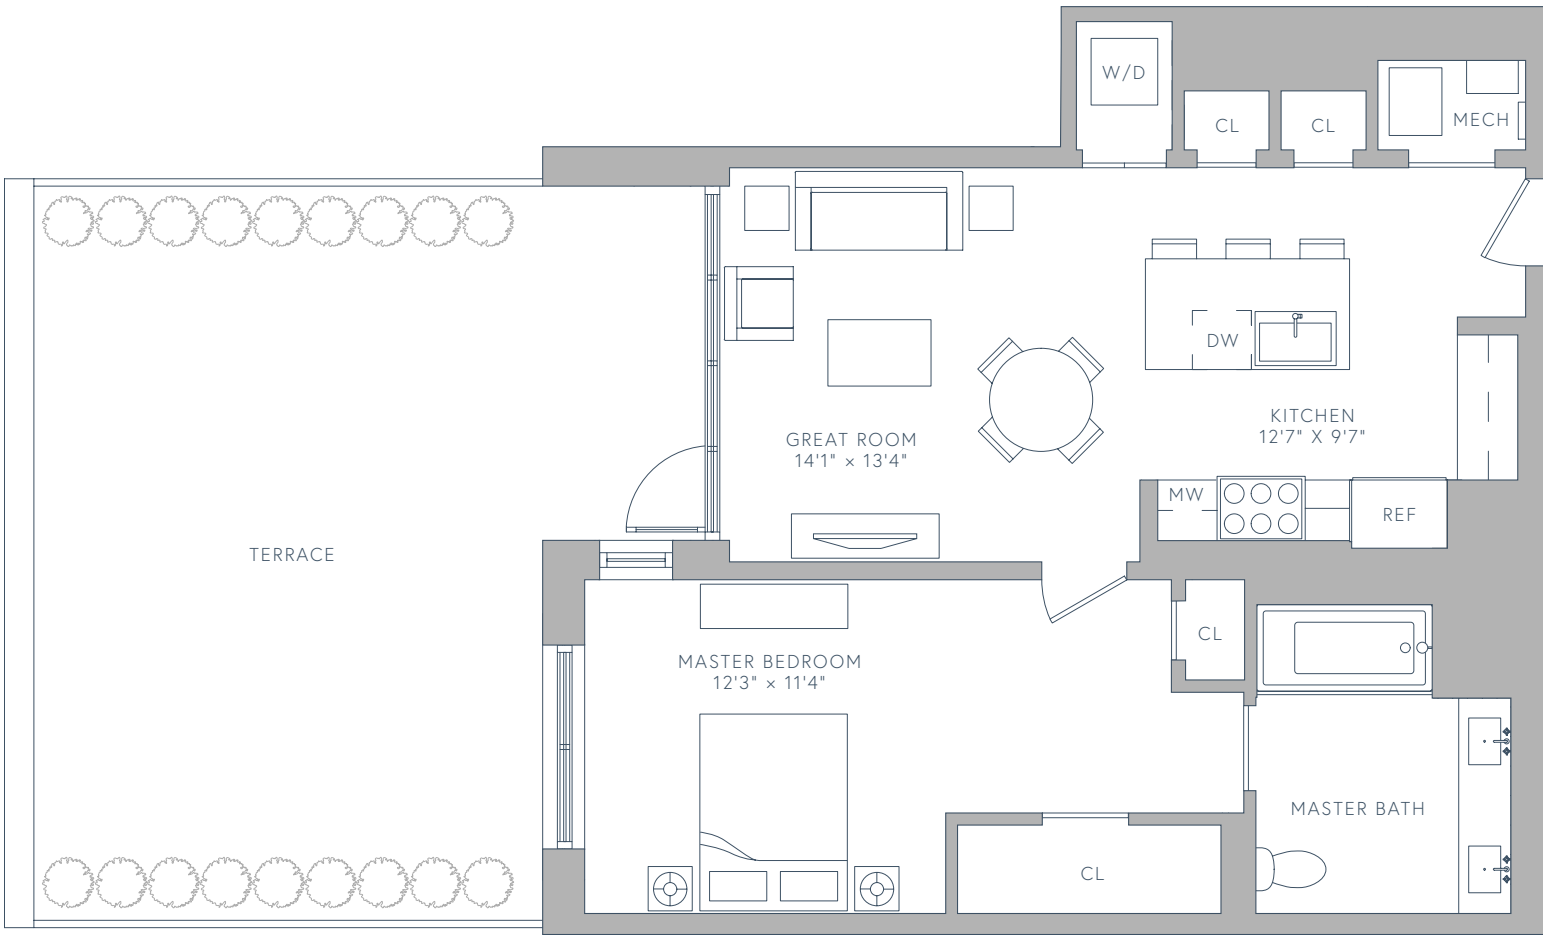 W/D
CL
CL
MECH
DW
KITCHEN
12'7" X 9'7"
GREAT ROOM
14'1" × 13'4"
MW
REF
TERRACE
CL
MASTER BEDROOM
12'3" × 11'4"
MASTER BATH
CL